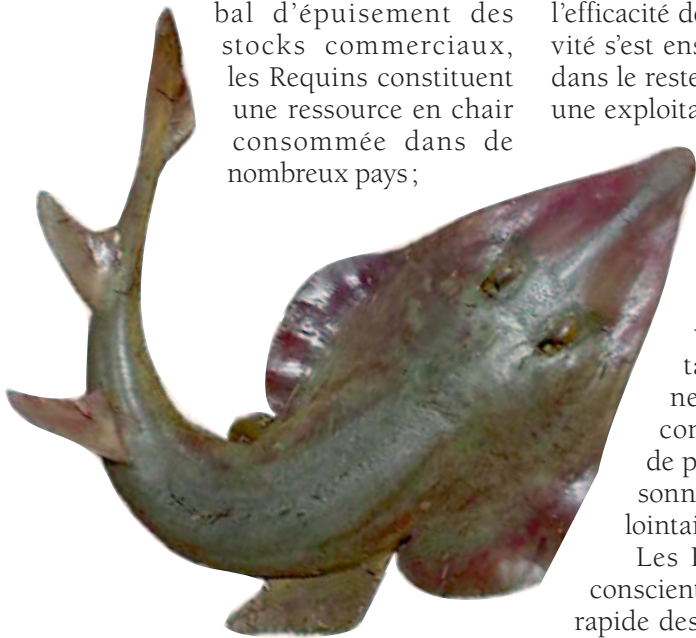 bal d’épuisement des
stocks commerciaux,
les Requins constituent
une ressource en chair
consommée dans de
nombreux pays ;
l’efficacité de
vité s’est ens
dans le reste
une exploita
ta
ne
con
de p
sonn
lointai
Les
conscient
rapide des